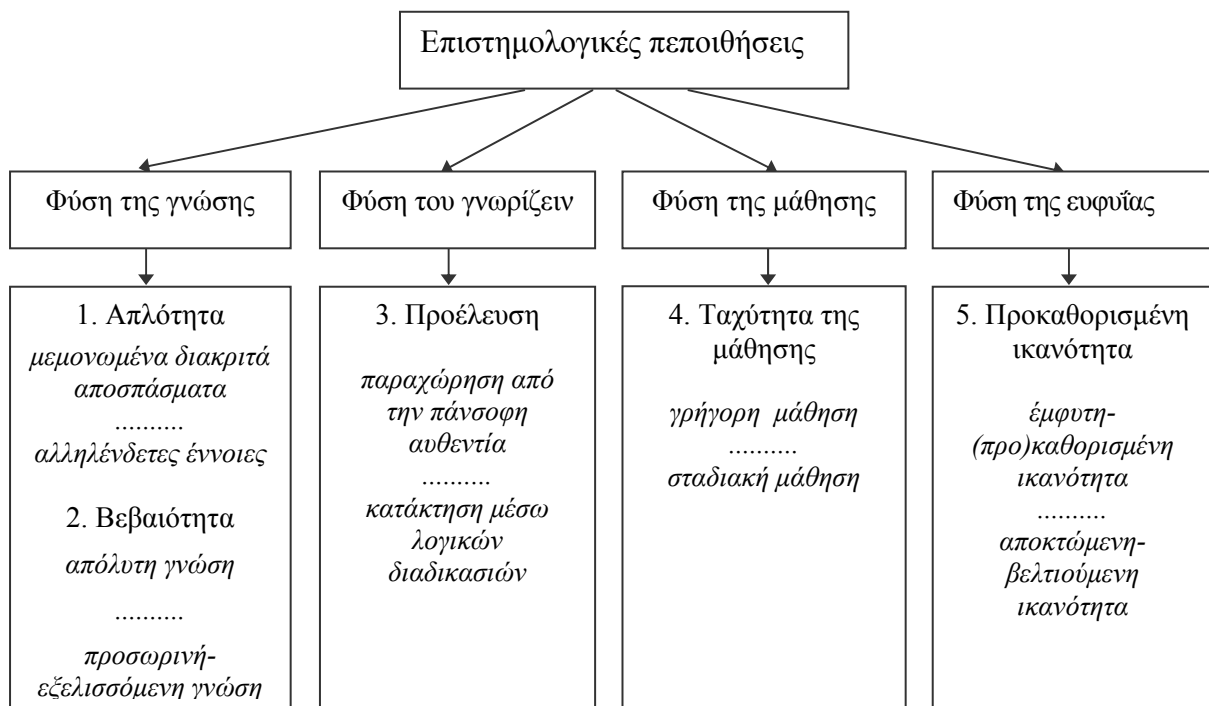 Επιστημολογικές πεποιθήσεις
Φύση της γνώσης
Φύση του γνωρίζειν
Φύση της μάθησης
Φύση της ευφυΐας
1. Απλότητα
μεμονωμένα διακριτά
αποσπάσματα
..........
αλληλένδετες έννοιες
2. Βεβαιότητα
απόλυτη γνώση
..........
προσωρινή-
εξελισσόμενη γνώση
3. Προέλευση
παραχώρηση από
την πάνσοφη
αυθεντία
..........
κατάκτηση μέσω
λογικών
διαδικασιών
4. Ταχύτητα της
μάθησης
γρήγορη μάθηση
..........
σταδιακή μάθηση
5. Προκαθορισμένη
ικανότητα
έμφυτη-
(προ)καθορισμένη
ικανότητα
..........
αποκτώμενη-
βελτιούμενη
ικανότητα